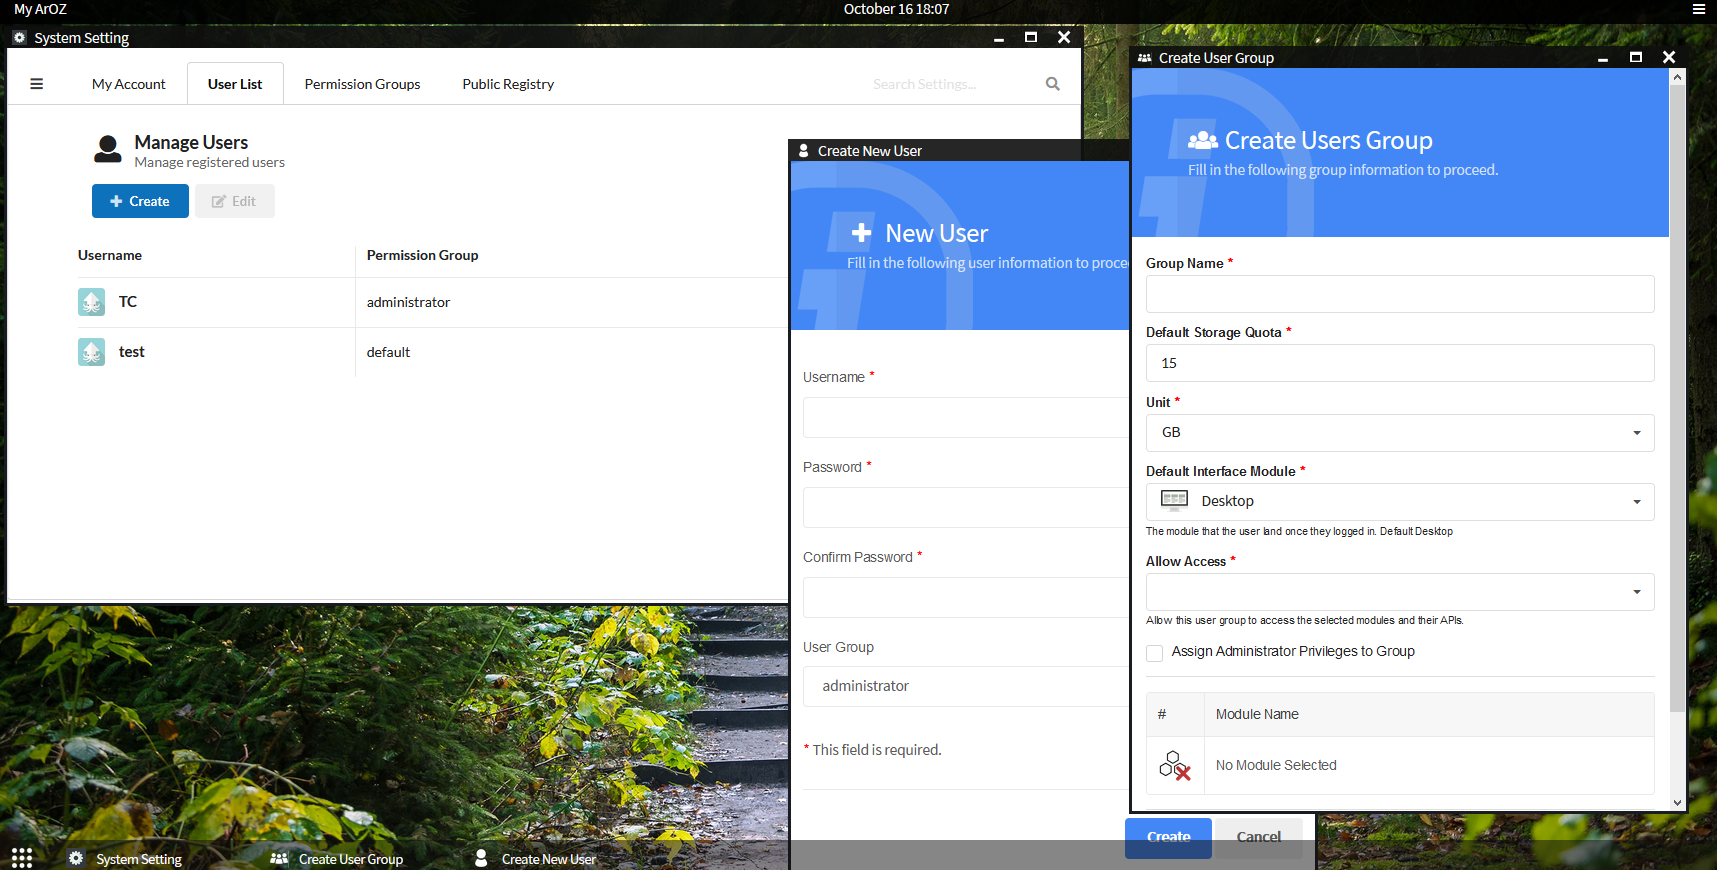 My ArOZ
October 16 18:07
System Setting
My Account
User List
Permission Groups
Public Registry
Search Settings...
Manage Users
Manage registered users
Create
Edit
Username
Permission Group
TC
administrator
test
default
Create New User
New User
Fill in the following user information to proce
Username *
Password *
Confirm Password *
User Group
administrator
* This field is required.
Create
Cancel
Create User Group
Create Users Group
Fill in the following group information to proceed.
Group Name *
Default Storage Quota *
15
Unit *
GB
Default Interface Module *
Desktop
The module that the user land once they logged in. Default Desktop
Allow Access *
Allow this user group to access the selected modules and their APIs.
Assign Administrator Privileges to Group
# Module Name
No Module Selected
System Setting
Create User Group
Create New User